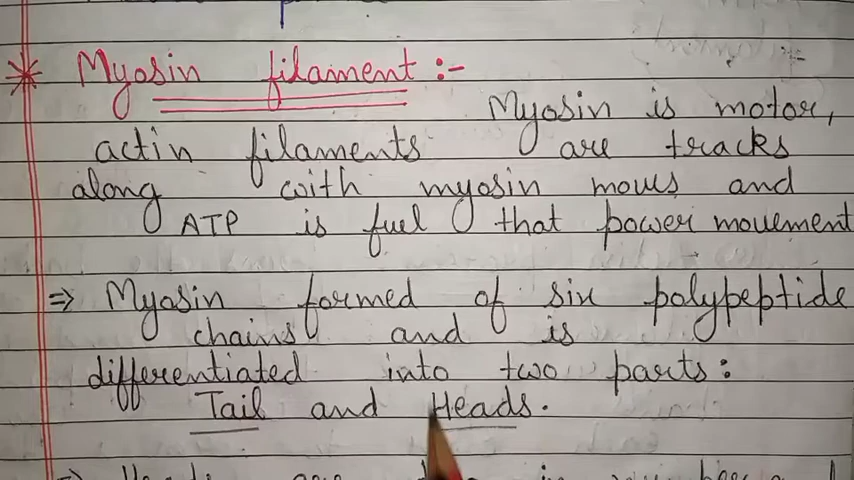 * Myosin filament :-
Myosin is motor,
actin filaments are tracks
along with myosin moves and
ATP is fuel that power movement
⇒ Myosin formed of six polypeptide
chains and is
differentiated into two parts:
Tail and Heads.